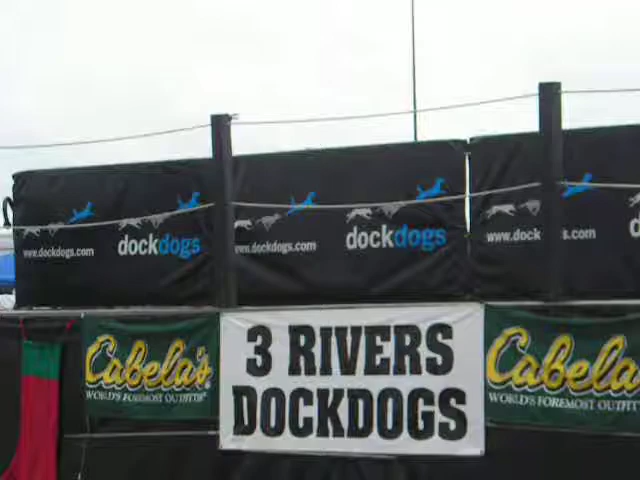 www.dockdogs.com
dockdogs
www.dockdogs.com
dockdogs
www.dock s.com
Cabela's
WORLD'S FOREMOST OUTFITTER
3 RIVERS
DOCKDOGS
Cabela
WORLD'S FOREMOST OUTFITT